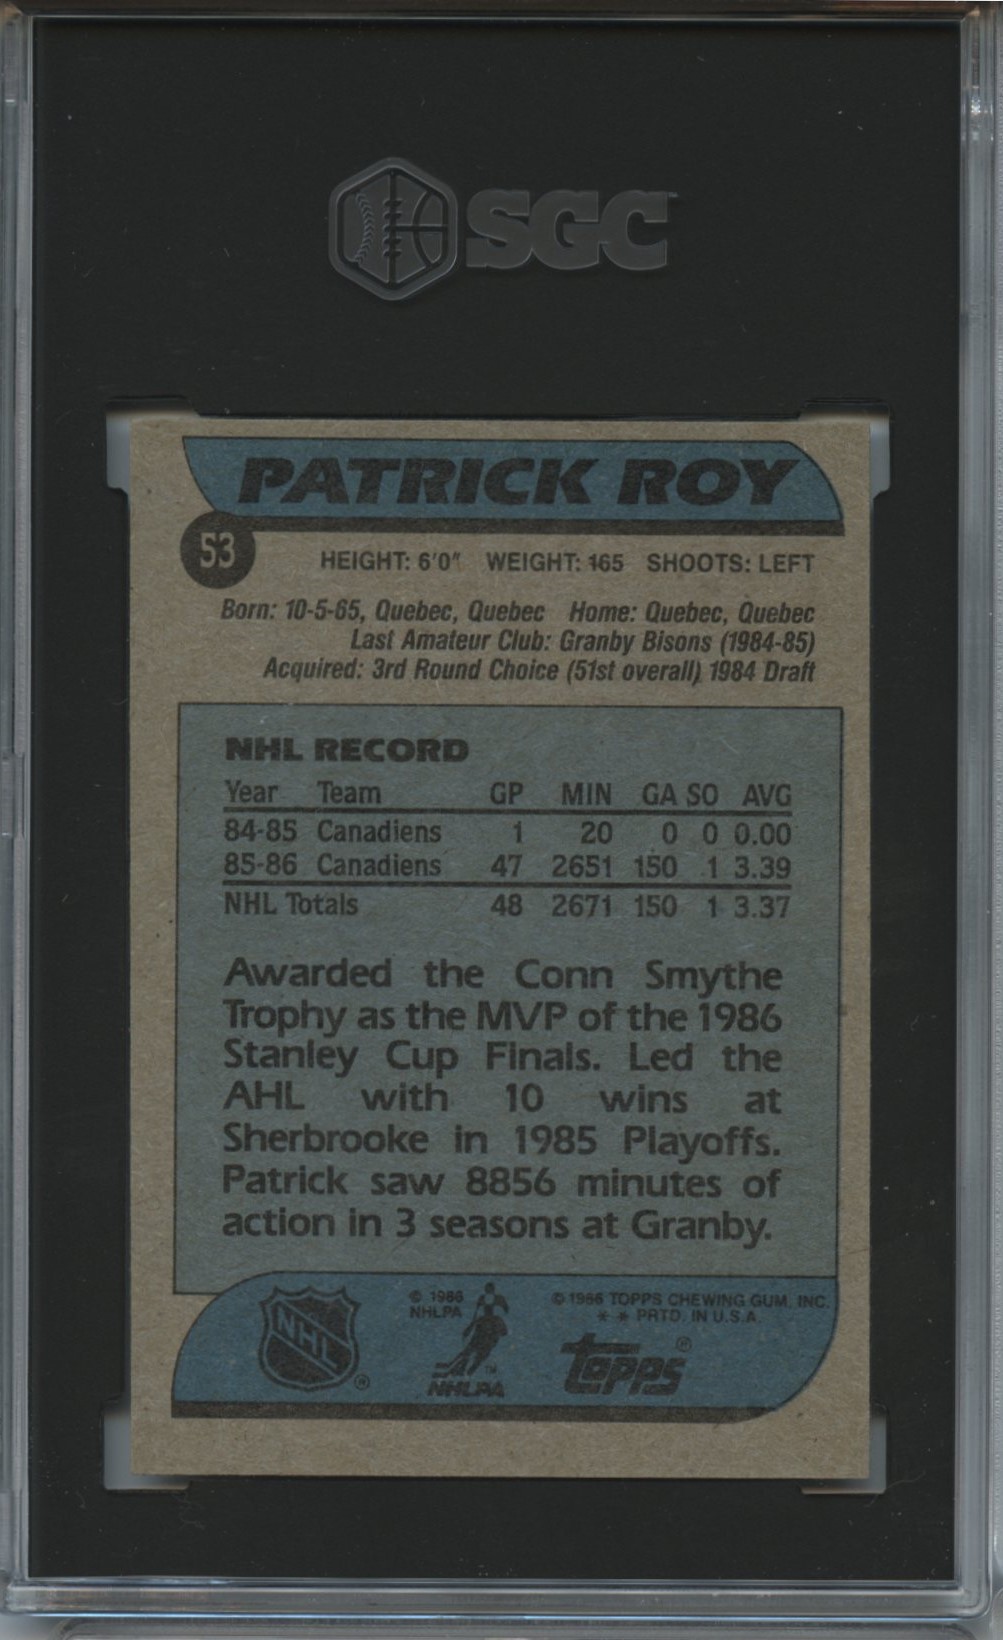 SGC
PATRICK ROY
53
HEIGHT: 6'0" WEIGHT: 165 SHOOTS: LEFT
Born: 10-5-65, Quebec, Quebec Home: Quebec, Quebec
Last Amateur Club: Granby Bisons (1984-85)
Acquired: 3rd Round Choice (51st overall) 1984 Draft
NHL RECORD
Year Team GP MIN GA SO AVG
84-85 Canadiens 1 20 0 0 0.00
85-86 Canadiens 47 2651 150 1 3.39
NHL Totals 48 2671 150 1 3.37
Awarded the Conn Smythe
Trophy as the MVP of the 1986
Stanley Cup Finals. Led the
AHL with 10 wins at
Sherbrooke in 1985 Playoffs.
Patrick saw 8856 minutes of
action in 3 seasons at Granby.
NHL ®
© 1986
NHLPA
NHLPA ™
© 1986 TOPPS CHEWING GUM, INC.
* * PRTD. IN U.S.A.
topps ®